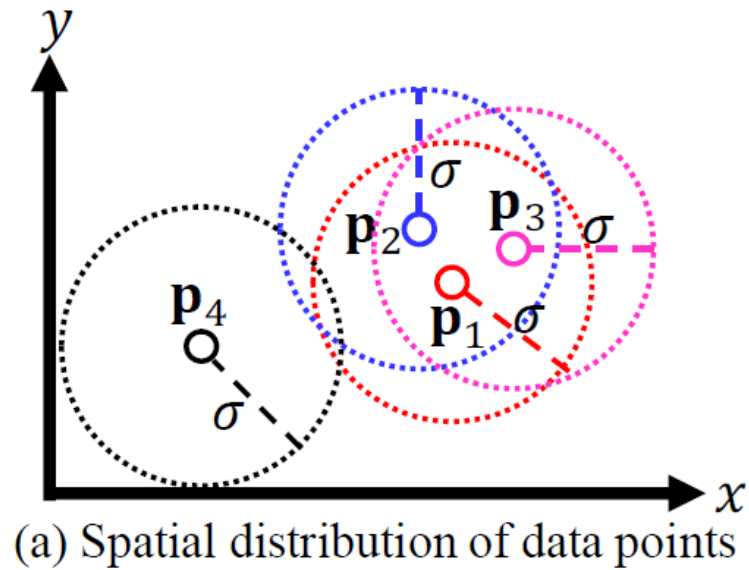 y
σ
𝐩₂
𝐩₃
σ
𝐩₄
𝐩₁
σ
σ
x
(a) Spatial distribution of data points